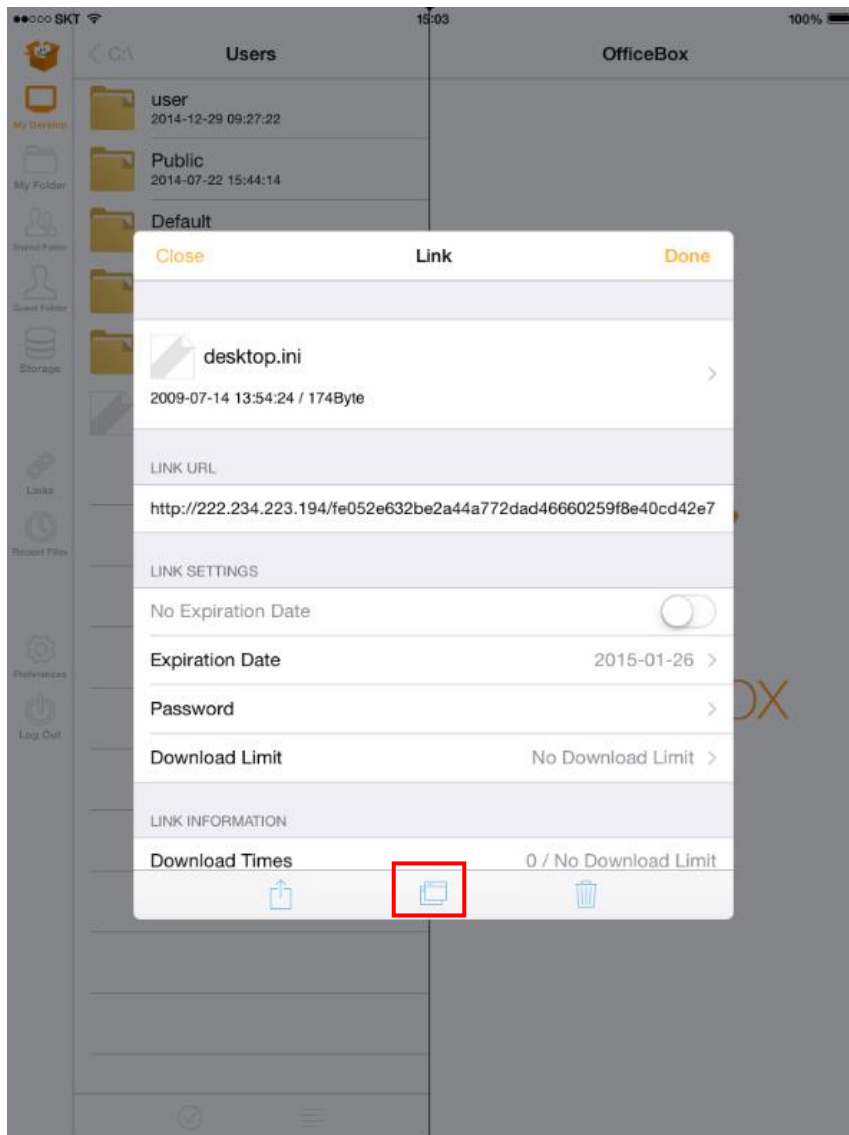 SKT 15:03 100%
C:\ Users OfficeBox
My Desktop
user
2014-12-29 09:27:22
My Folder
Public
2014-07-22 15:44:14
Shared Folder
Default
Guest Folder
Storage
Links
Recent Files
Preferences
Log Out
Close Link Done
desktop.ini
2009-07-14 13:54:24 / 174Byte
LINK URL
http://222.234.223.194/fe052e632be2a44a772dad46660259f8e40cd42e7
LINK SETTINGS
No Expiration Date
Expiration Date 2015-01-26
Password
Download Limit No Download Limit
LINK INFORMATION
Download Times 0 / No Download Limit
OX